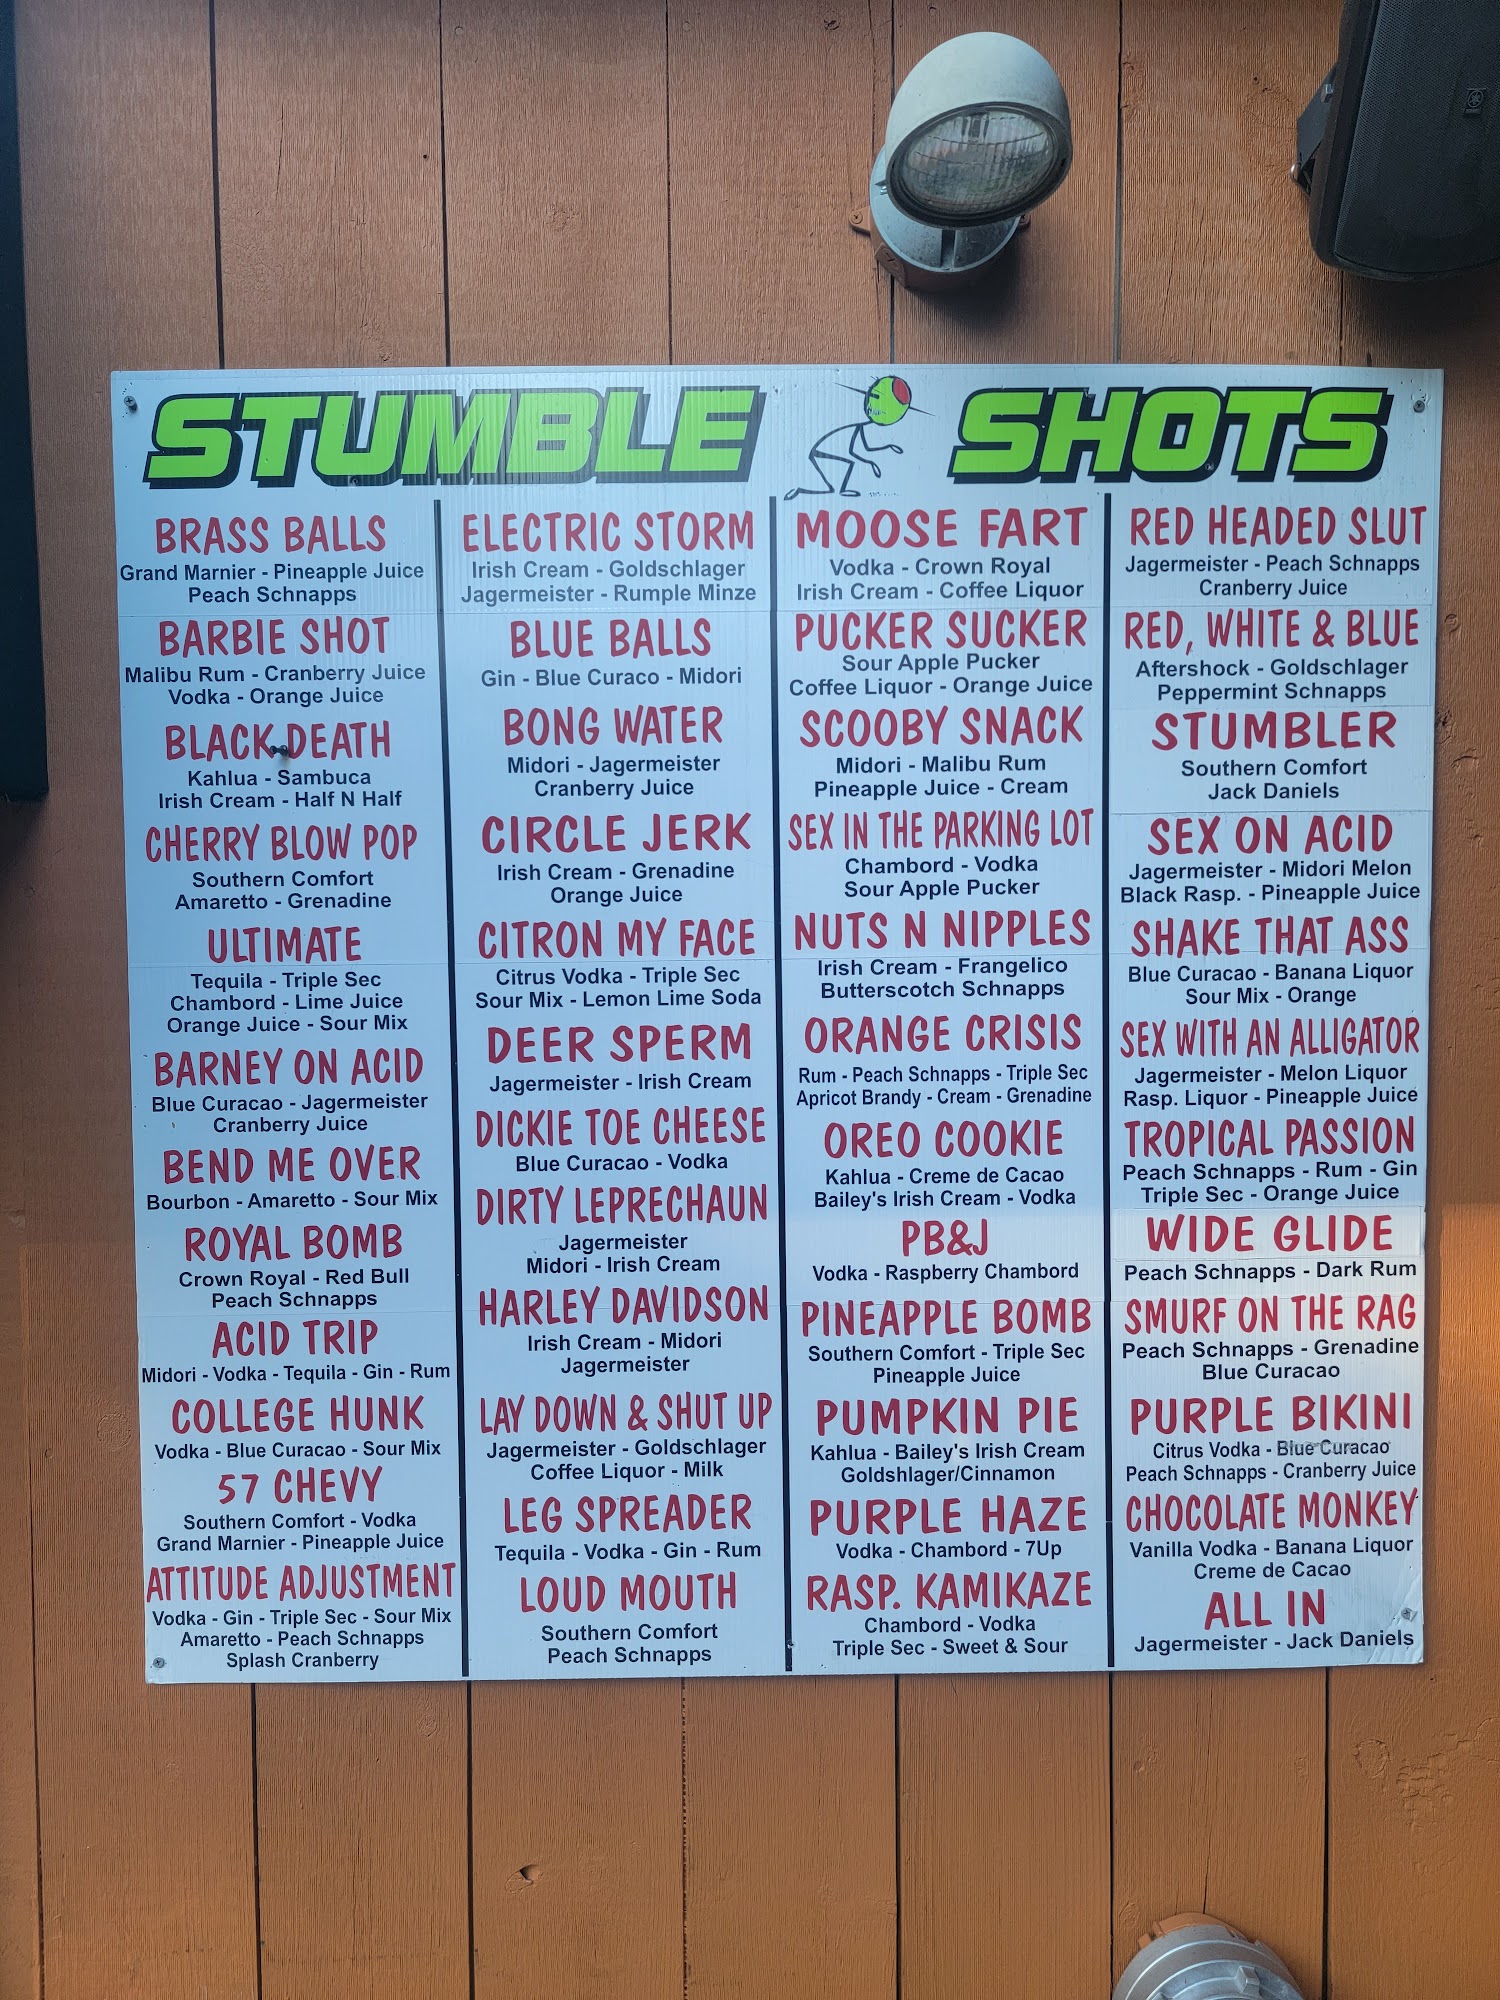 STUMBLE SHOTS
BRASS BALLS
Grand Marnier - Pineapple Juice
Peach Schnapps
BARBIE SHOT
Malibu Rum - Cranberry Juice
Vodka - Orange Juice
BLACK DEATH
Kahlua - Sambuca
Irish Cream - Half N Half
CHERRY BLOW POP
Southern Comfort
Amaretto - Grenadine
ULTIMATE
Tequila - Triple Sec
Chambord - Lime Juice
Orange Juice - Sour Mix
BARNEY ON ACID
Blue Curacao - Jagermeister
Cranberry Juice
BEND ME OVER
Bourbon - Amaretto - Sour Mix
ROYAL BOMB
Crown Royal - Red Bull
Peach Schnapps
ACID TRIP
Midori - Vodka - Tequila - Gin - Rum
COLLEGE HUNK
Vodka - Blue Curacao - Sour Mix
57 CHEVY
Southern Comfort - Vodka
Grand Marnier - Pineapple Juice
ATTITUDE ADJUSTMENT
Vodka - Gin - Triple Sec - Sour Mix
Amaretto - Peach Schnapps
Splash Cranberry
ELECTRIC STORM
Irish Cream - Goldschlager
Jagermeister - Rumple Minze
BLUE BALLS
Gin - Blue Curaco - Midori
BONG WATER
Midori - Jagermeister
Cranberry Juice
CIRCLE JERK
Irish Cream - Grenadine
Orange Juice
CITRON MY FACE
Citrus Vodka - Triple Sec
Sour Mix - Lemon Lime Soda
DEER SPERM
Jagermeister - Irish Cream
DICKIE TOE CHEESE
Blue Curacao - Vodka
DIRTY LEPRECHAUN
Jagermeister
Midori - Irish Cream
HARLEY DAVIDSON
Irish Cream - Midori
Jagermeister
LAY DOWN & SHUT UP
Jagermeister - Goldschlager
Coffee Liquor - Milk
LEG SPREADER
Tequila - Vodka - Gin - Rum
LOUD MOUTH
Southern Comfort
Peach Schnapps
MOOSE FART
Vodka - Crown Royal
Irish Cream - Coffee Liquor
PUCKER SUCKER
Sour Apple Pucker
Coffee Liquor - Orange Juice
SCOOBY SNACK
Midori - Malibu Rum
Pineapple Juice - Cream
SEX IN THE PARKING LOT
Chambord - Vodka
Sour Apple Pucker
NUTS N NIPPLES
Irish Cream - Frangelico
Butterscotch Schnapps
ORANGE CRISIS
Rum - Peach Schnapps - Triple Sec
Apricot Brandy - Cream - Grenadine
OREO COOKIE
Kahlua - Creme de Cacao
Bailey's Irish Cream - Vodka
PB&J
Vodka - Raspberry Chambord
PINEAPPLE BOMB
Southern Comfort - Triple Sec
Pineapple Juice
PUMPKIN PIE
Kahlua - Bailey's Irish Cream
Goldshlager/Cinnamon
PURPLE HAZE
Vodka - Chambord - 7Up
RASP. KAMIKAZE
Chambord - Vodka
Triple Sec - Sweet & Sour
RED HEADED SLUT
Jagermeister - Peach Schnapps
Cranberry Juice
RED, WHITE & BLUE
Aftershock - Goldschlager
Peppermint Schnapps
STUMBLER
Southern Comfort
Jack Daniels
SEX ON ACID
Jagermeister - Midori Melon
Black Rasp. - Pineapple Juice
SHAKE THAT ASS
Blue Curacao - Banana Liquor
Sour Mix - Orange
SEX WITH AN ALLIGATOR
Jagermeister - Melon Liquor
Rasp. Liquor - Pineapple Juice
TROPICAL PASSION
Peach Schnapps - Rum - Gin
Triple Sec - Orange Juice
WIDE GLIDE
Peach Schnapps - Dark Rum
SMURF ON THE RAG
Peach Schnapps - Grenadine
Blue Curacao
PURPLE BIKINI
Citrus Vodka - Blue Curacao
Peach Schnapps - Cranberry Juice
CHOCOLATE MONKEY
Vanilla Vodka - Banana Liquor
Creme de Cacao
ALL IN
Jagermeister - Jack Daniels